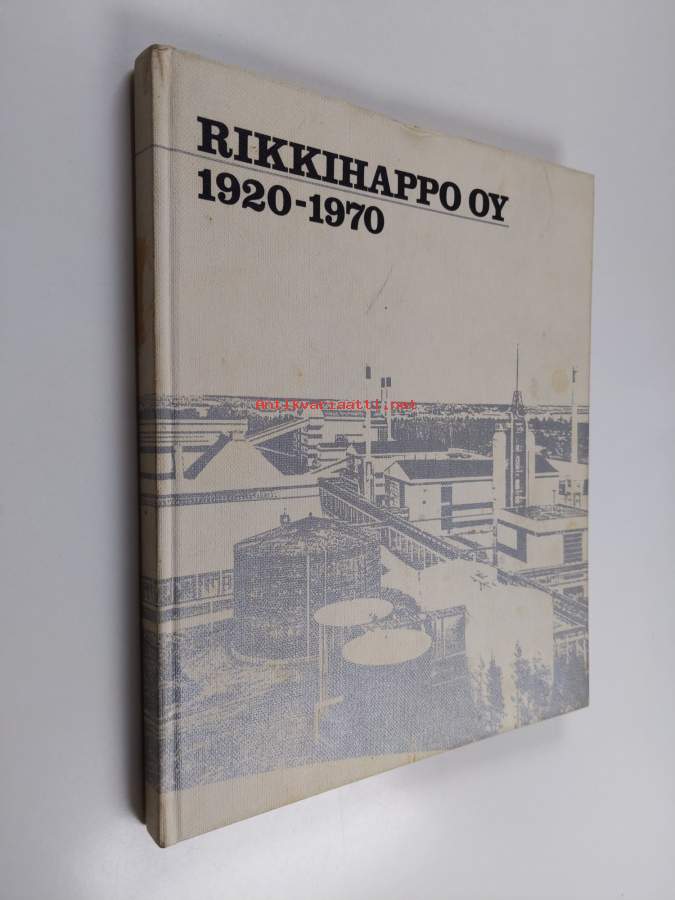 RIKKIHAPPO OY
1920-1970
Antikvariaatti.net